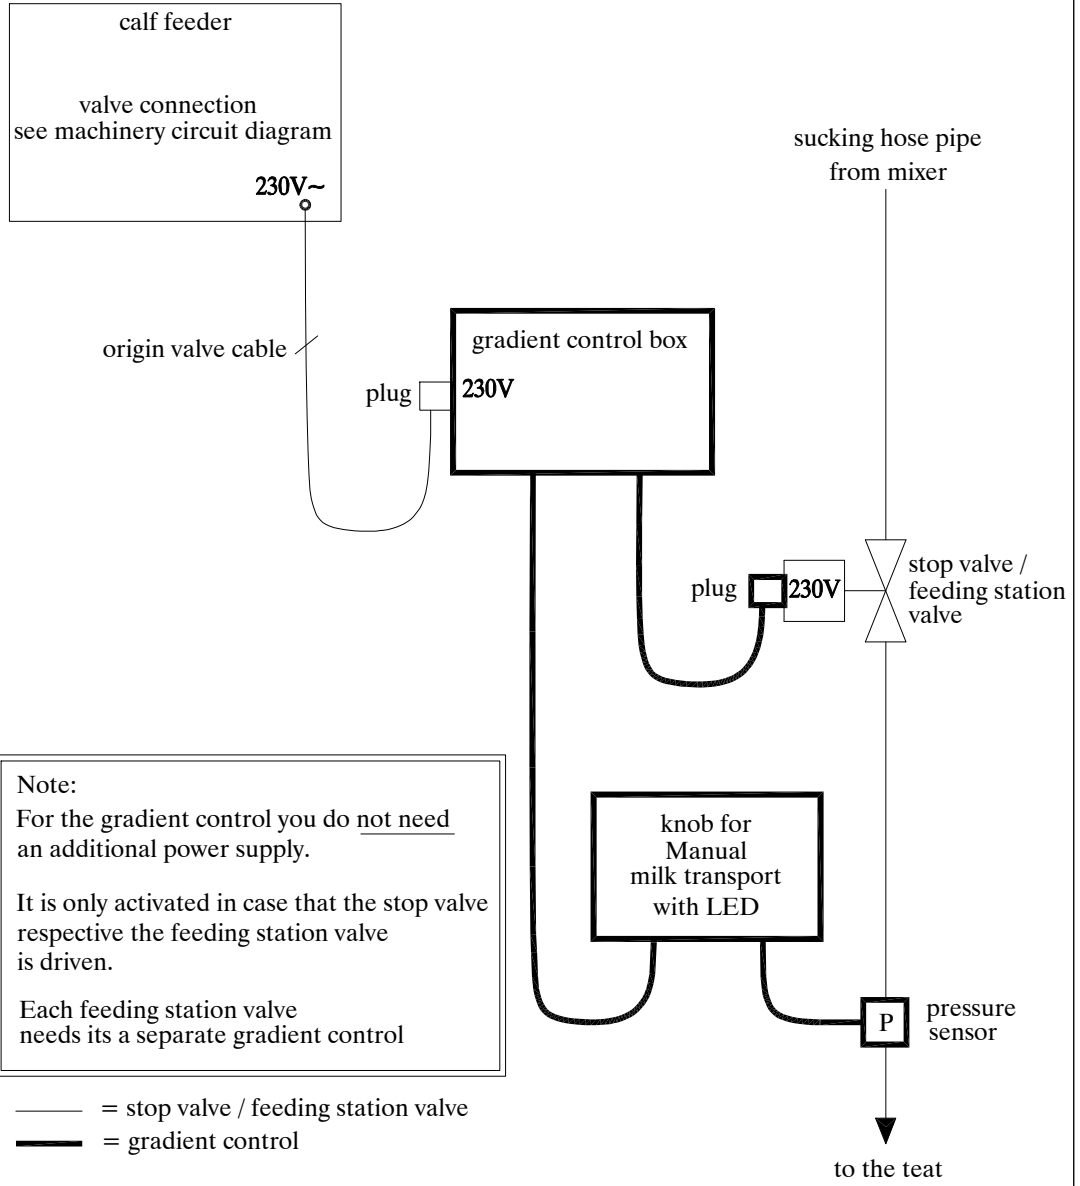 calf feeder
valve connection
see machinery circuit diagram
230V~
sucking hose pipe
from mixer
origin valve cable
gradient control box
plug
230V
plug
230V
stop valve /
feeding station
valve
Note:
For the gradient control you do not need
an additional power supply.
It is only activated in case that the stop valve
respective the feeding station valve
is driven.
Each feeding station valve
needs its a separate gradient control
knob for
Manual
milk transport
with LED
P
pressure
sensor
= stop valve / feeding station valve
= gradient control
to the teat